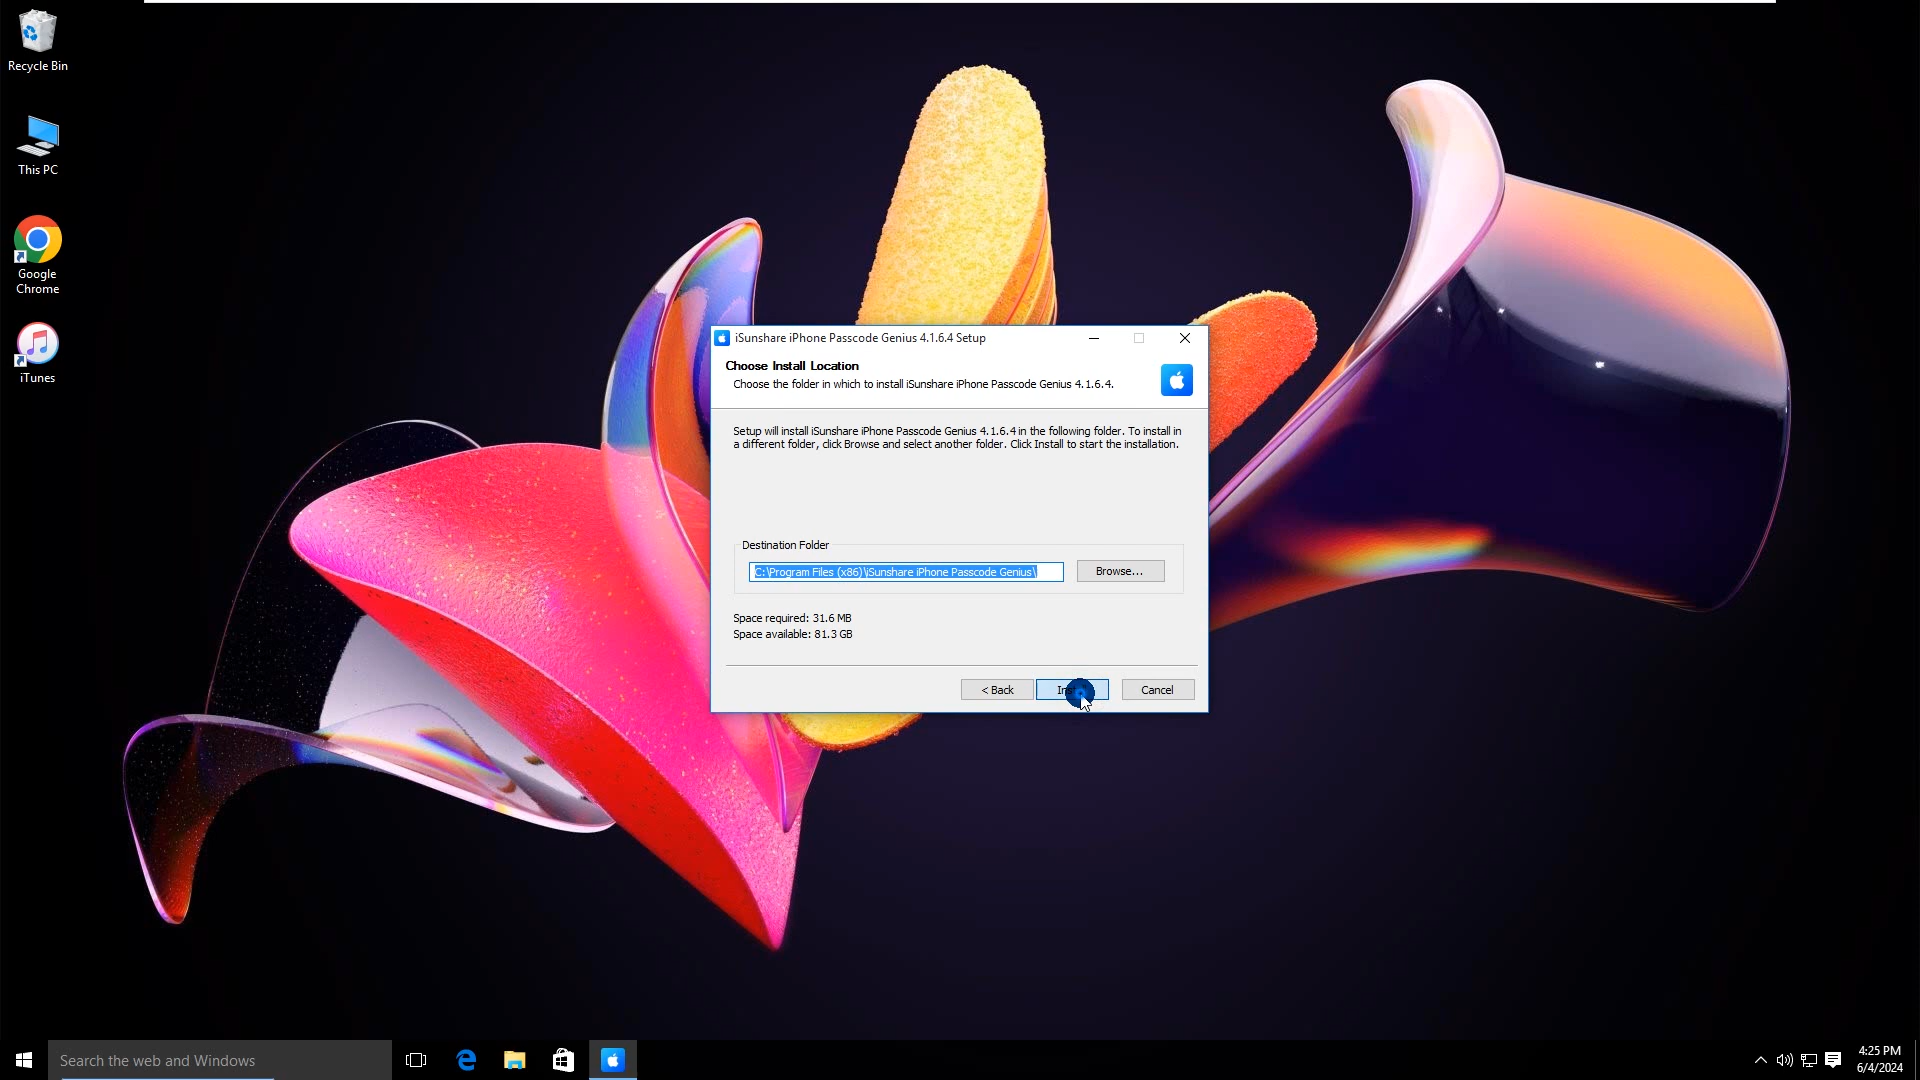 Recycle Bin
This PC
Google
Chrome
iTunes
iSunshare iPhone Passcode Genius 4.1.6.4 Setup
Choose Install Location
Choose the folder in which to install iSunshare iPhone Passcode Genius 4.1.6.4.
Setup will install iSunshare iPhone Passcode Genius 4.1.6.4 in the following folder. To install in
a different folder, click Browse and select another folder. Click Install to start the installation.
Destination Folder
C:\Program Files (x86)\iSunshare iPhone Passcode Genius\
Browse...
Space required: 31.6 MB
Space available: 81.3 GB
< Back
Cancel
Search the web and Windows
4:25 PM
6/4/2024